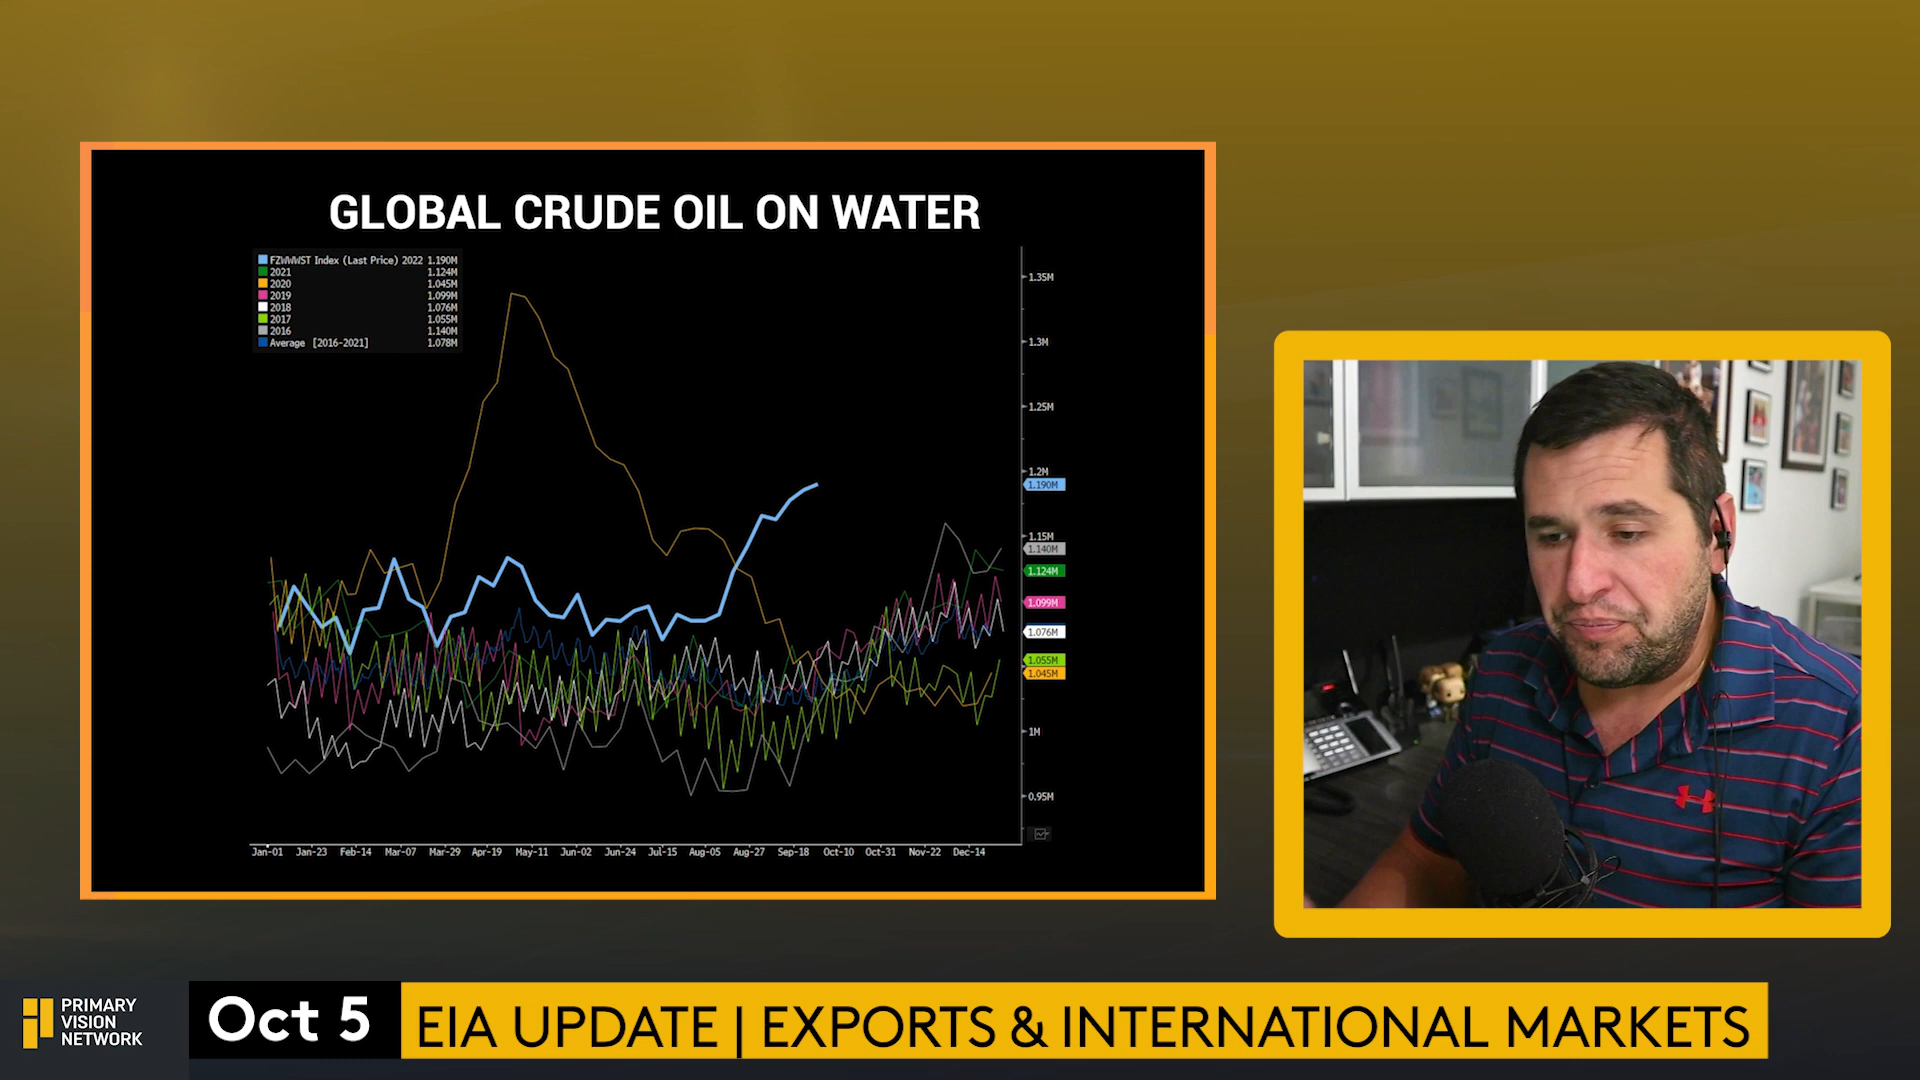 GLOBAL CRUDE OIL ON WATER
FZWWST Index (Last Price) 2022 1.190M
2021 1.124M
2020 1.045M
2019 1.099M
2018 1.076M
2017 1.055M
2016 1.140M
Average [2016-2021] 1.078M
1.35M
1.3M
1.25M
1.2M
1.190M
1.15M
1.140M
1.124M
1.099M
1.076M
1.055M
1.045M
1M
0.95M
Jan-01 Jan-23 Feb-14 Mar-07 Mar-29 Apr-19 May-11 Jun-02 Jun-24 Jul-15 Aug-05 Aug-27 Sep-18 Oct-10 Oct-31 Nov-22 Dec-14
PRIMARY
VISION
NETWORK
Oct 5
EIA UPDATE | EXPORTS & INTERNATIONAL MARKETS